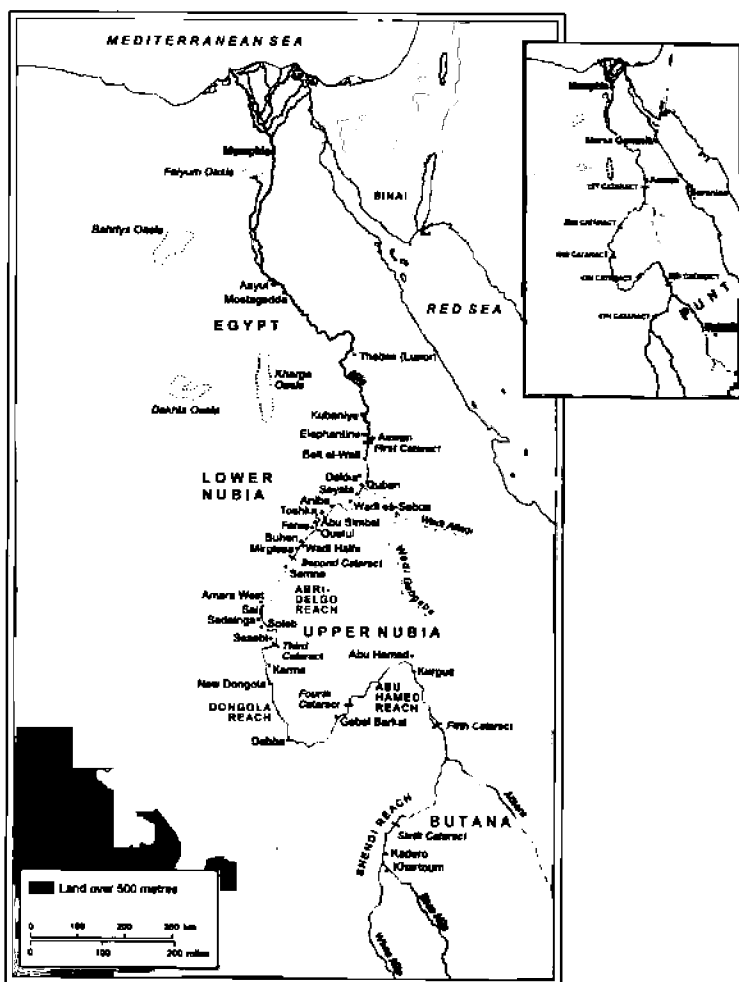 MEDITERRANEAN SEA
Memphis
Faiyum Oasis
SINAI
Bahriya Oasis
Asyut
Mostagedda
EGYPT
RED SEA
Thebes (Luxor)
Nile
Kharga
Oasis
Dakhla Oasis
Kubaniya
Elephantine
Aswan
First Cataract
Beit el-Wali
LOWER
NUBIA
Dakka
Quban
Sayala
Aniba
Wadi es-Sebua
Toshka
Wadi Allaqi
Faras
Abu Simbel
Qustul
Buhen
Mirgissa
Wadi Halfa
Second Cataract
Semna
Wadi Gabgaba
ABRI-
DELGO
REACH
Amara West
Sai
Sedeinga
Soleb
Sesebi
UPPER NUBIA
Third
Cataract
Abu Hamed
Kerma
Kurgus
New Dongola
Fourth
Cataract
ABU
HAMED
REACH
DONGOLA
REACH
Gebel Barkal
Fifth Cataract
Debba
Atbara
SHENDI REACH
BUTANA
Sixth Cataract
Kadero
Khartoum
Blue Nile
White Nile
Land over 500 metres
0 100 200 300 km
0 100 200 miles
Memphis
Mersa Gawasis
Aswan
1ST CATARACT
Berenike
2ND CATARACT
3RD CATARACT
4TH CATARACT
5TH CATARACT
6TH CATARACT
PUNT